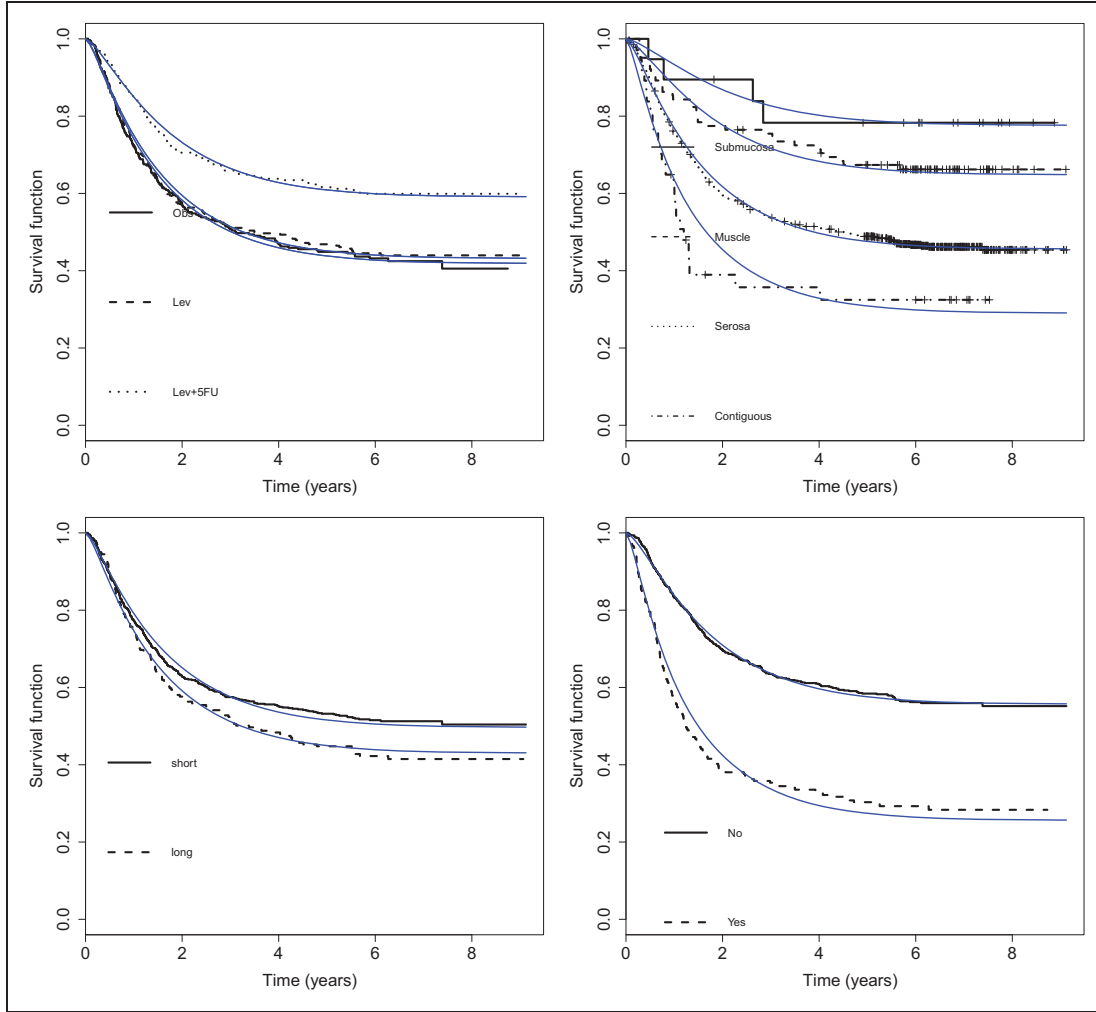 Survival function
0.0 0.2 0.4 0.6 0.8 1.0
Obs
Lev
Lev+5FU
0 2 4 6 8
Time (years)
Survival function
0.0 0.2 0.4 0.6 0.8 1.0
Submucosa
Muscle
Serosa
Contiguous
0 2 4 6 8
Time (years)
Survival function
0.0 0.2 0.4 0.6 0.8 1.0
short
long
0 2 4 6 8
Time (years)
Survival function
0.0 0.2 0.4 0.6 0.8 1.0
No
Yes
0 2 4 6 8
Time (years)